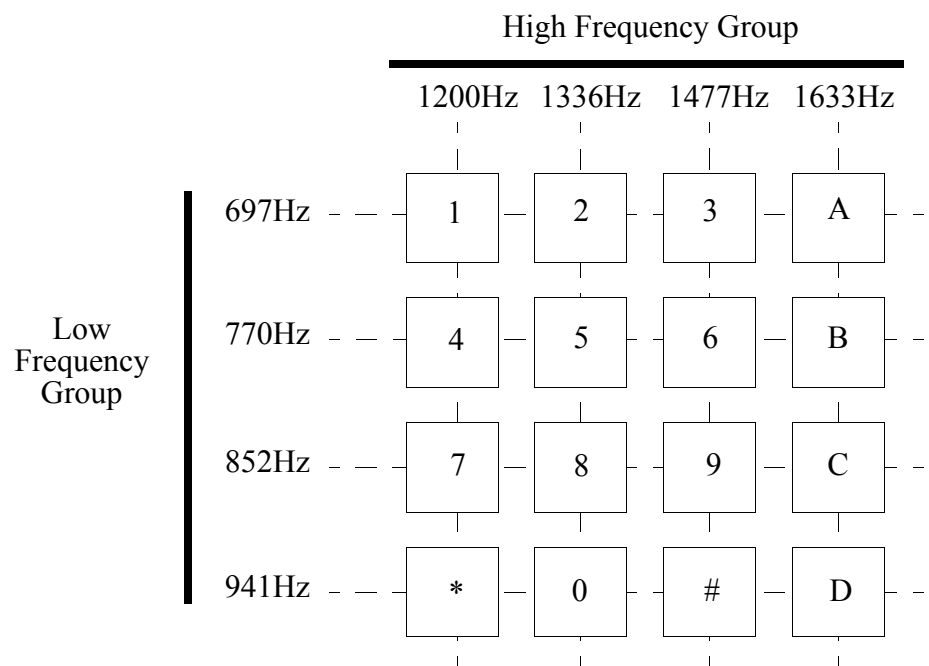 High Frequency Group
1200Hz 1336Hz 1477Hz 1633Hz
697Hz 1 2 3 A
770Hz 4 5 6 B
Low
Frequency
Group
852Hz 7 8 9 C
941Hz * 0 # D